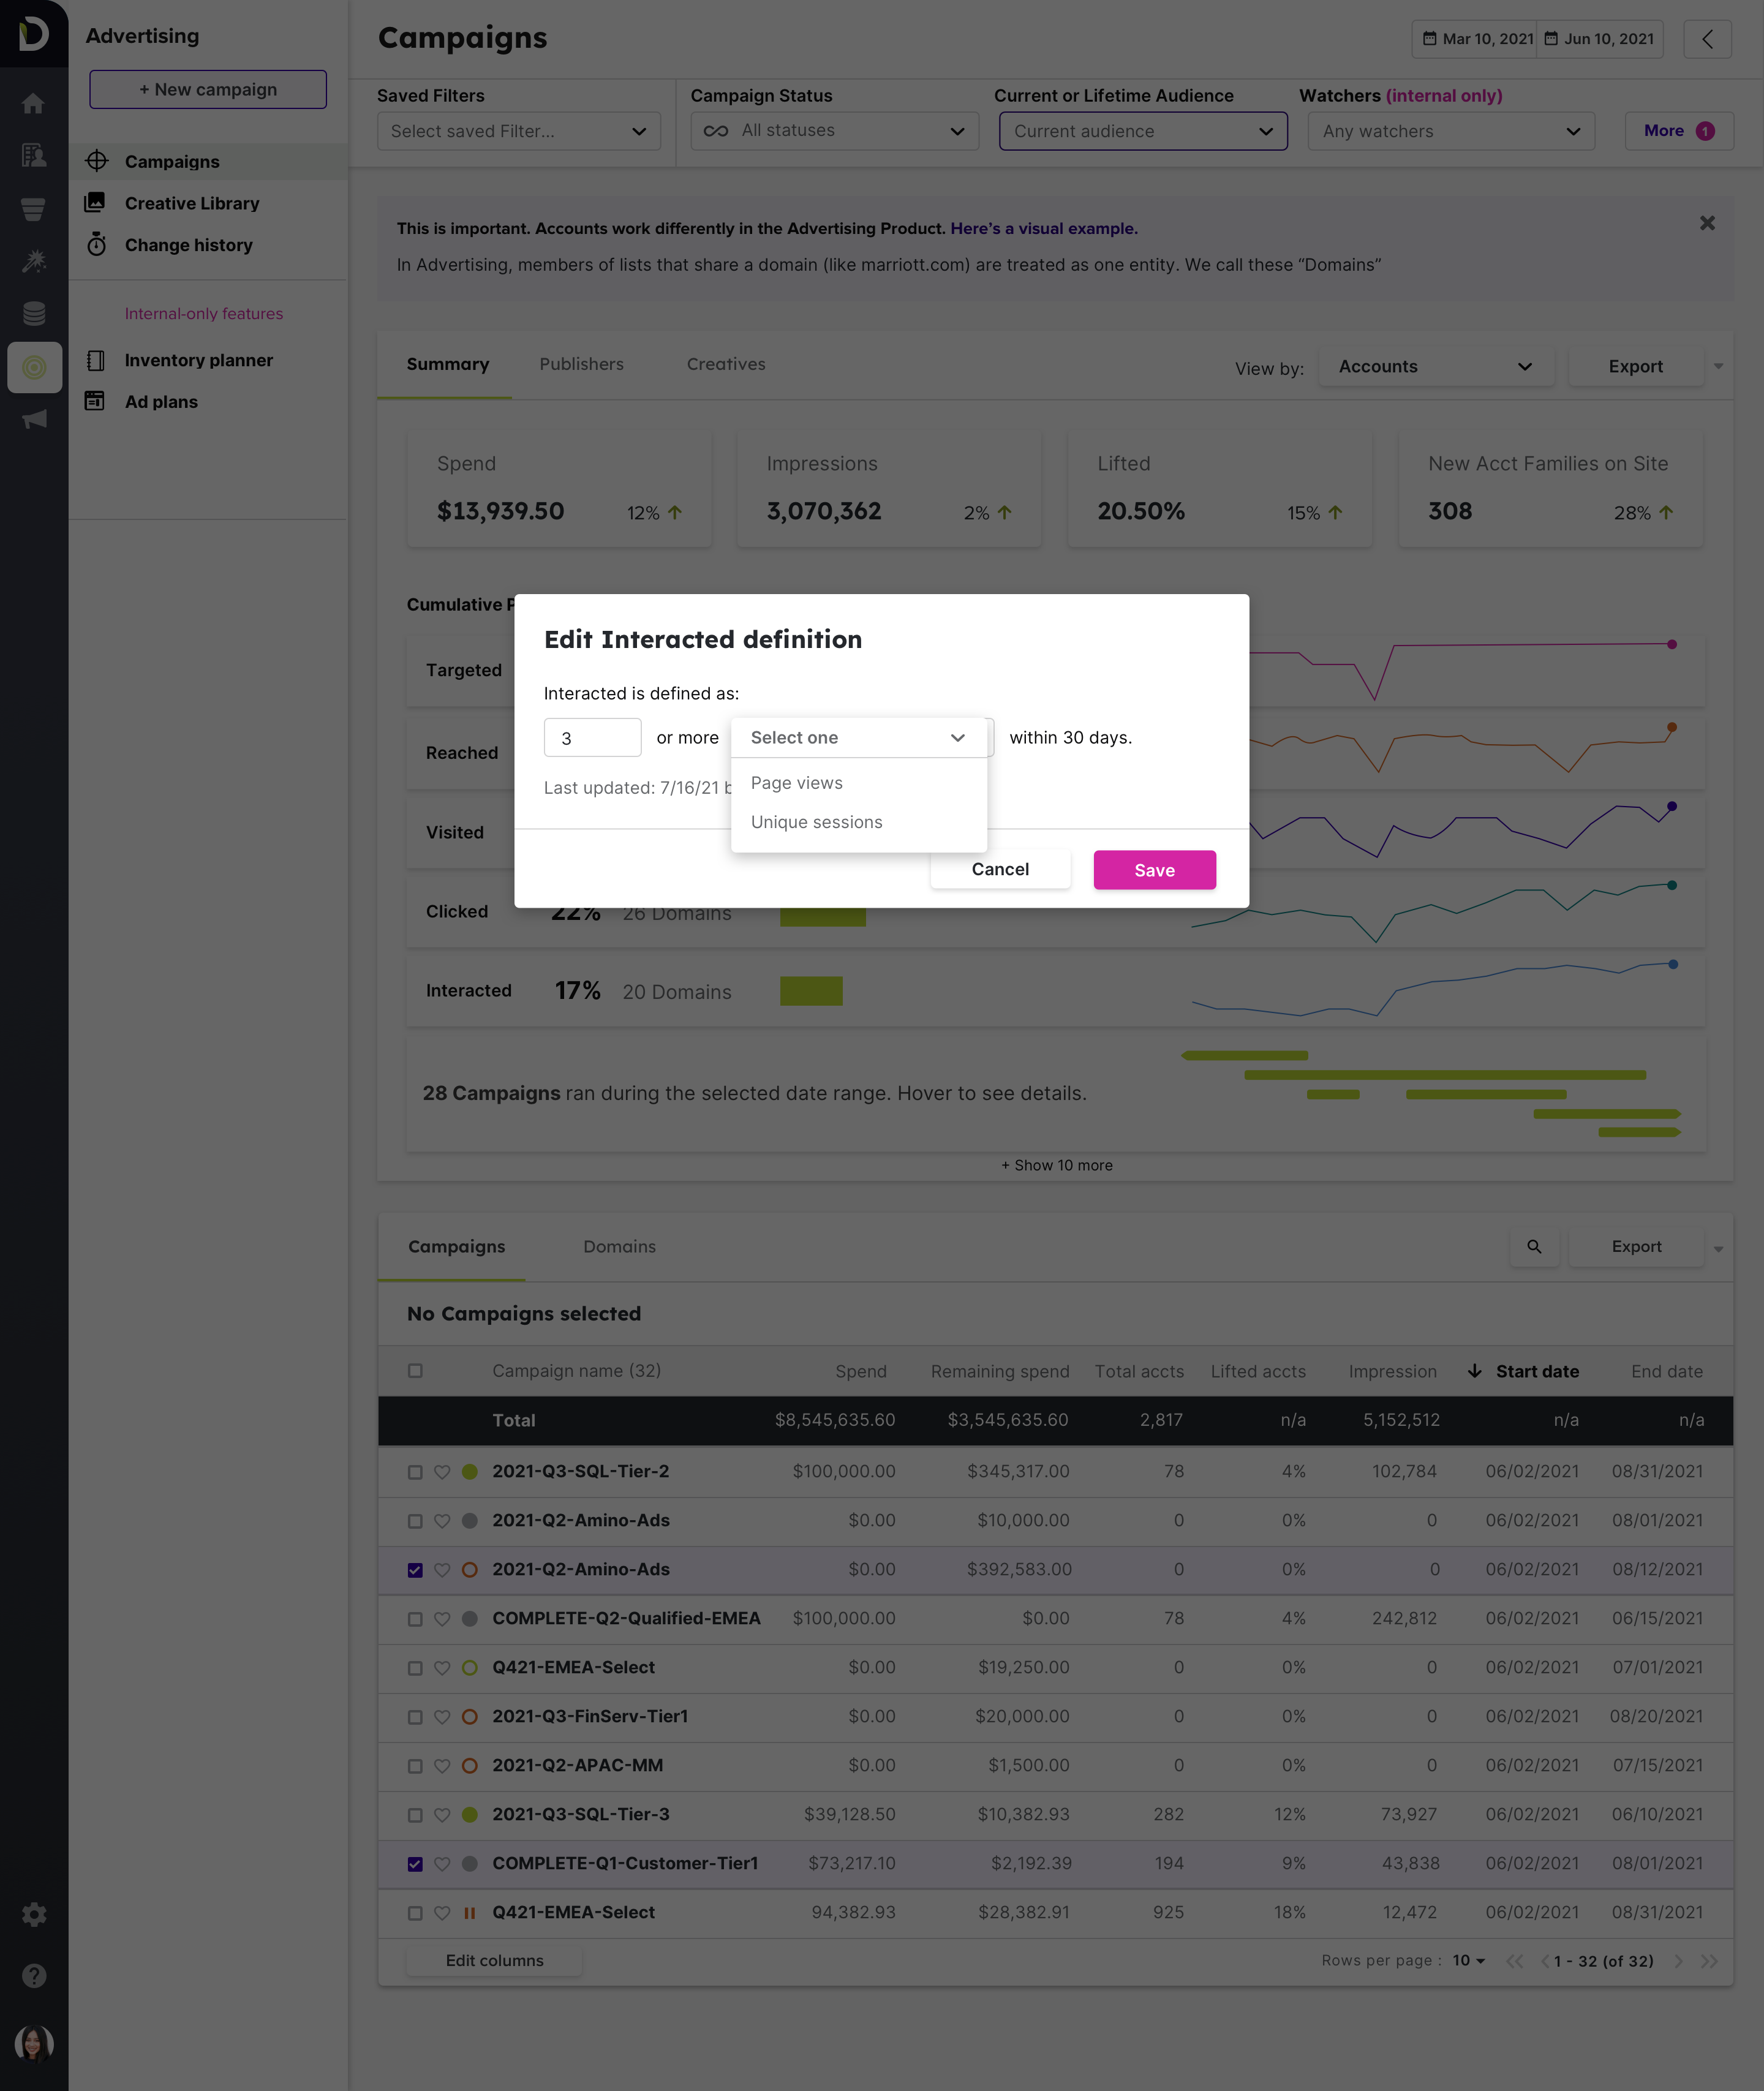 Advertising
+ New campaign
Campaigns
Creative Library
Change history
Internal-only features
Inventory planner
Ad plans
Campaigns
Mar 10, 2021 Jun 10, 2021
Saved Filters
Select saved Filter...
Campaign Status
All statuses
Current or Lifetime Audience
Current audience
Watchers (internal only)
Any watchers
More 1
This is important. Accounts work differently in the Advertising Product. Here’s a visual example.
In Advertising, members of lists that share a domain (like marriott.com) are treated as one entity. We call these “Domains”
Summary Publishers Creatives
View by: Accounts Export
Spend
$13,939.50 12%
Impressions
3,070,362 2%
Lifted
20.50% 15%
New Acct Families on Site
308 28%
Cumulative
Targeted
Reached
Visited
Edit Interacted definition
Interacted is defined as:
3 or more Select one within 30 days.
Page views
Unique sessions
Last updated: 7/16/21
Cancel Save
Clicked 22% 26 Domains
Interacted 17% 20 Domains
28 Campaigns ran during the selected date range. Hover to see details.
+ Show 10 more
Campaigns Domains Export
No Campaigns selected
Campaign name (32) Spend Remaining spend Total accts Lifted accts Impression Start date End date
Total $8,545,635.60 $3,545,635.60 2,817 n/a 5,152,512 n/a n/a
2021-Q3-SQL-Tier-2 $100,000.00 $345,317.00 78 4% 102,784 06/02/2021 08/31/2021
2021-Q2-Amino-Ads $0.00 $10,000.00 0 0% 0 06/02/2021 08/01/2021
2021-Q2-Amino-Ads $0.00 $392,583.00 0 0% 0 06/02/2021 08/12/2021
COMPLETE-Q2-Qualified-EMEA $100,000.00 $0.00 78 4% 242,812 06/02/2021 06/15/2021
Q421-EMEA-Select $0.00 $19,250.00 0 0% 0 06/02/2021 07/01/2021
2021-Q3-FinServ-Tier1 $0.00 $20,000.00 0 0% 0 06/02/2021 08/20/2021
2021-Q2-APAC-MM $0.00 $1,500.00 0 0% 0 06/02/2021 07/15/2021
2021-Q3-SQL-Tier-3 $39,128.50 $10,382.93 282 12% 73,927 06/02/2021 06/10/2021
COMPLETE-Q1-Customer-Tier1 $73,217.10 $2,192.39 194 9% 43,838 06/02/2021 08/01/2021
Q421-EMEA-Select 94,382.93 $28,382.91 925 18% 12,472 06/02/2021 08/31/2021
Edit columns
Rows per page : 10 1 - 32 (of 32)